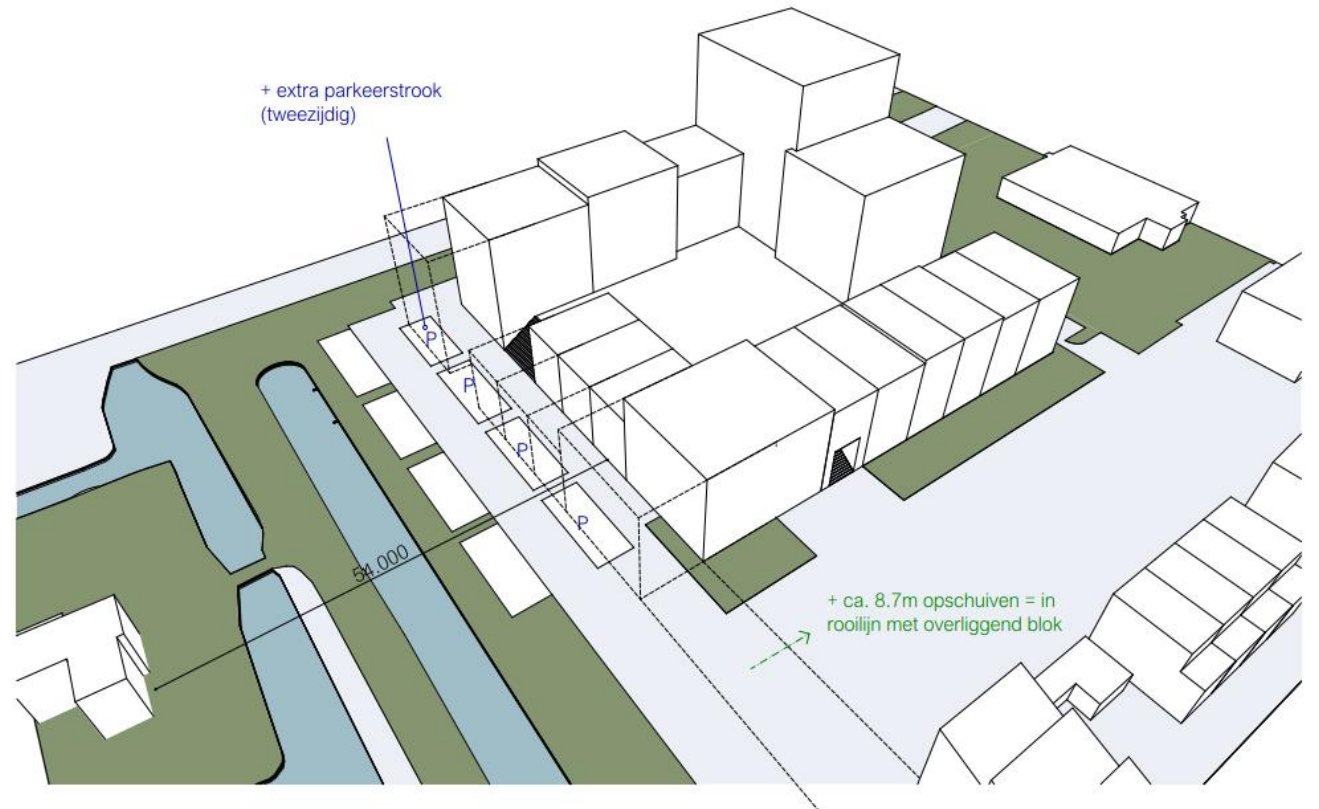 + extra parkeerstrook
(tweezijdig)
P
P
P
P
54.000
+ ca. 8.7m opschuiven = in
rooilijn met overliggend blok